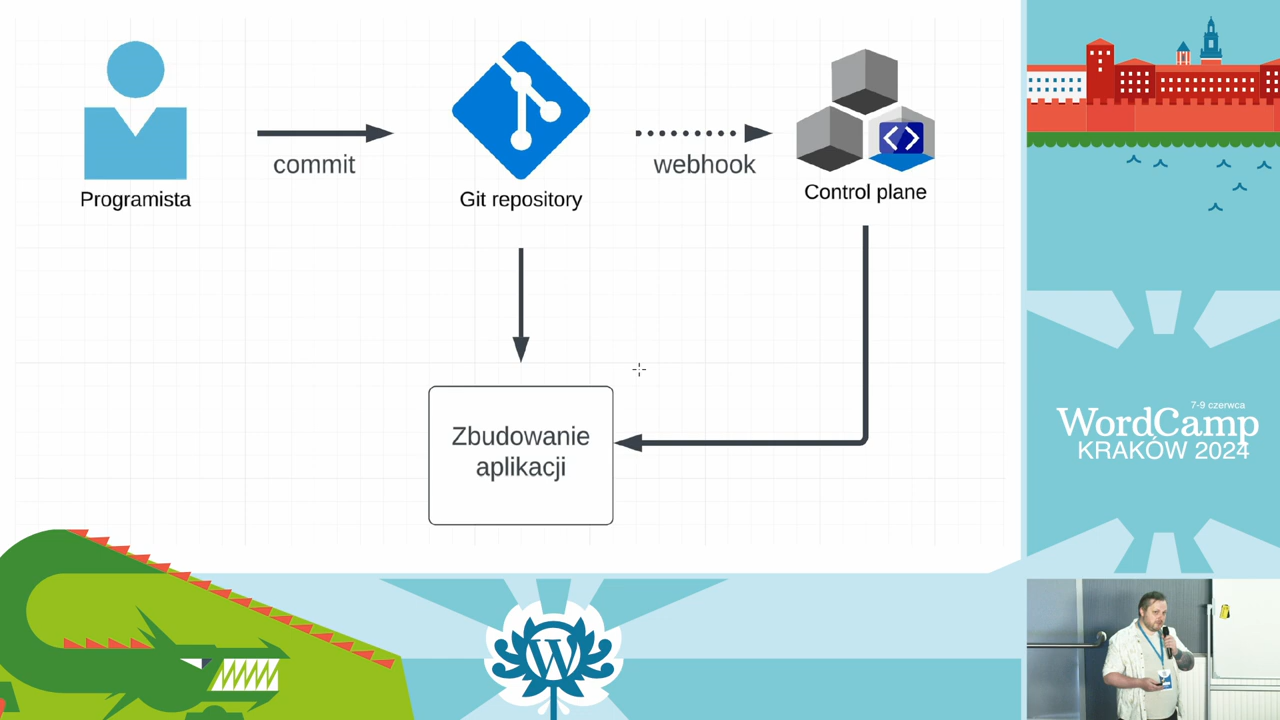 commit
webhook
Programista
Git repository
Control plane
Zbudowanie
aplikacji
7-9 czerwca
WordCamp
KRAKÓW 2024
W